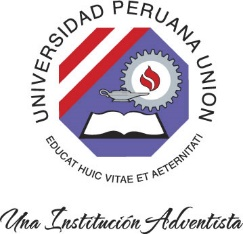 UNIVERSIDAD PERUANA UNION
EDUCAT HUIC VITAE ET AETERNITATI
Una Institución Adventista